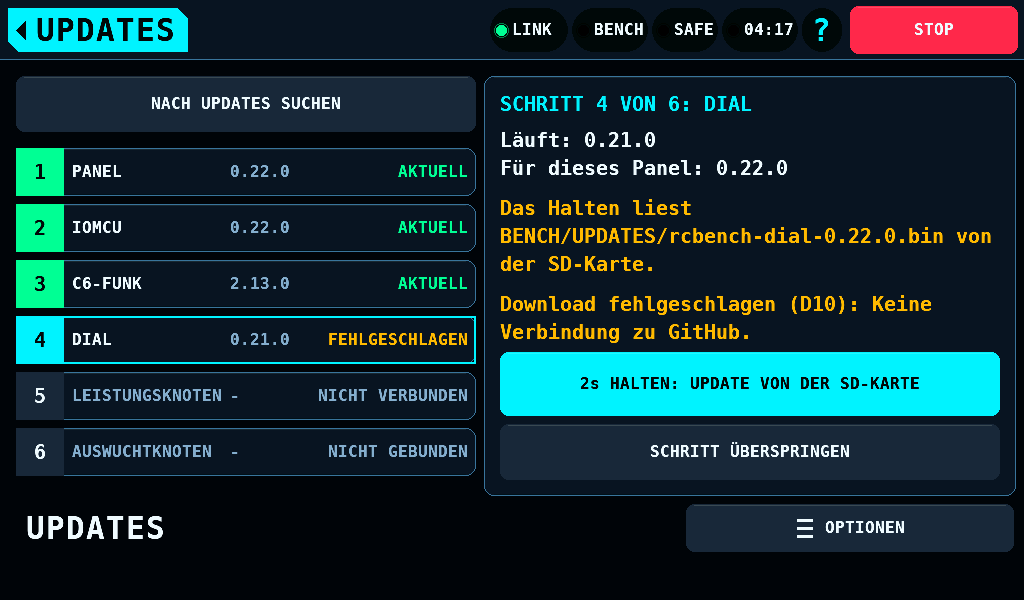 UPDATES
LINK
BENCH
SAFE
04:17
?
STOP
NACH UPDATES SUCHEN
1 PANEL 0.22.0 AKTUELL
2 IOMCU 0.22.0 AKTUELL
3 C6-FUNK 2.13.0 AKTUELL
4 DIAL 0.21.0 FEHLGESCHLAGEN
5 LEISTUNGSKNOTEN - NICHT VERBUNDEN
6 AUSWUCHTKNOTEN - NICHT GEBUNDEN
SCHRITT 4 VON 6: DIAL
Läuft: 0.21.0
Für dieses Panel: 0.22.0
Das Halten liest
BENCH/UPDATES/rcbench-dial-0.22.0.bin von
der SD-Karte.
Download fehlgeschlagen (D10): Keine
Verbindung zu GitHub.
2s HALTEN: UPDATE VON DER SD-KARTE
SCHRITT ÜBERSPRINGEN
UPDATES
OPTIONEN